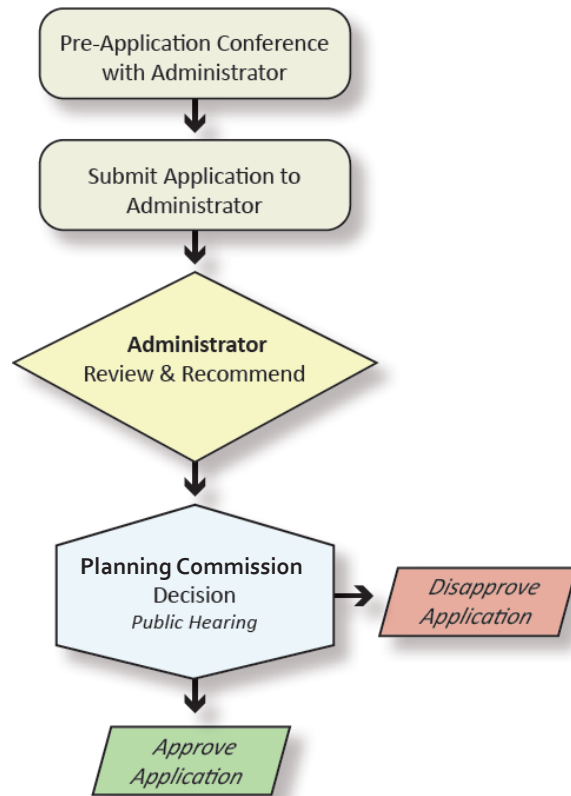 Pre-Application Conference
with Administrator
Submit Application to
Administrator
Administrator
Review & Recommend
Planning Commission
Decision
Public Hearing
Disapprove
Application
Approve
Application